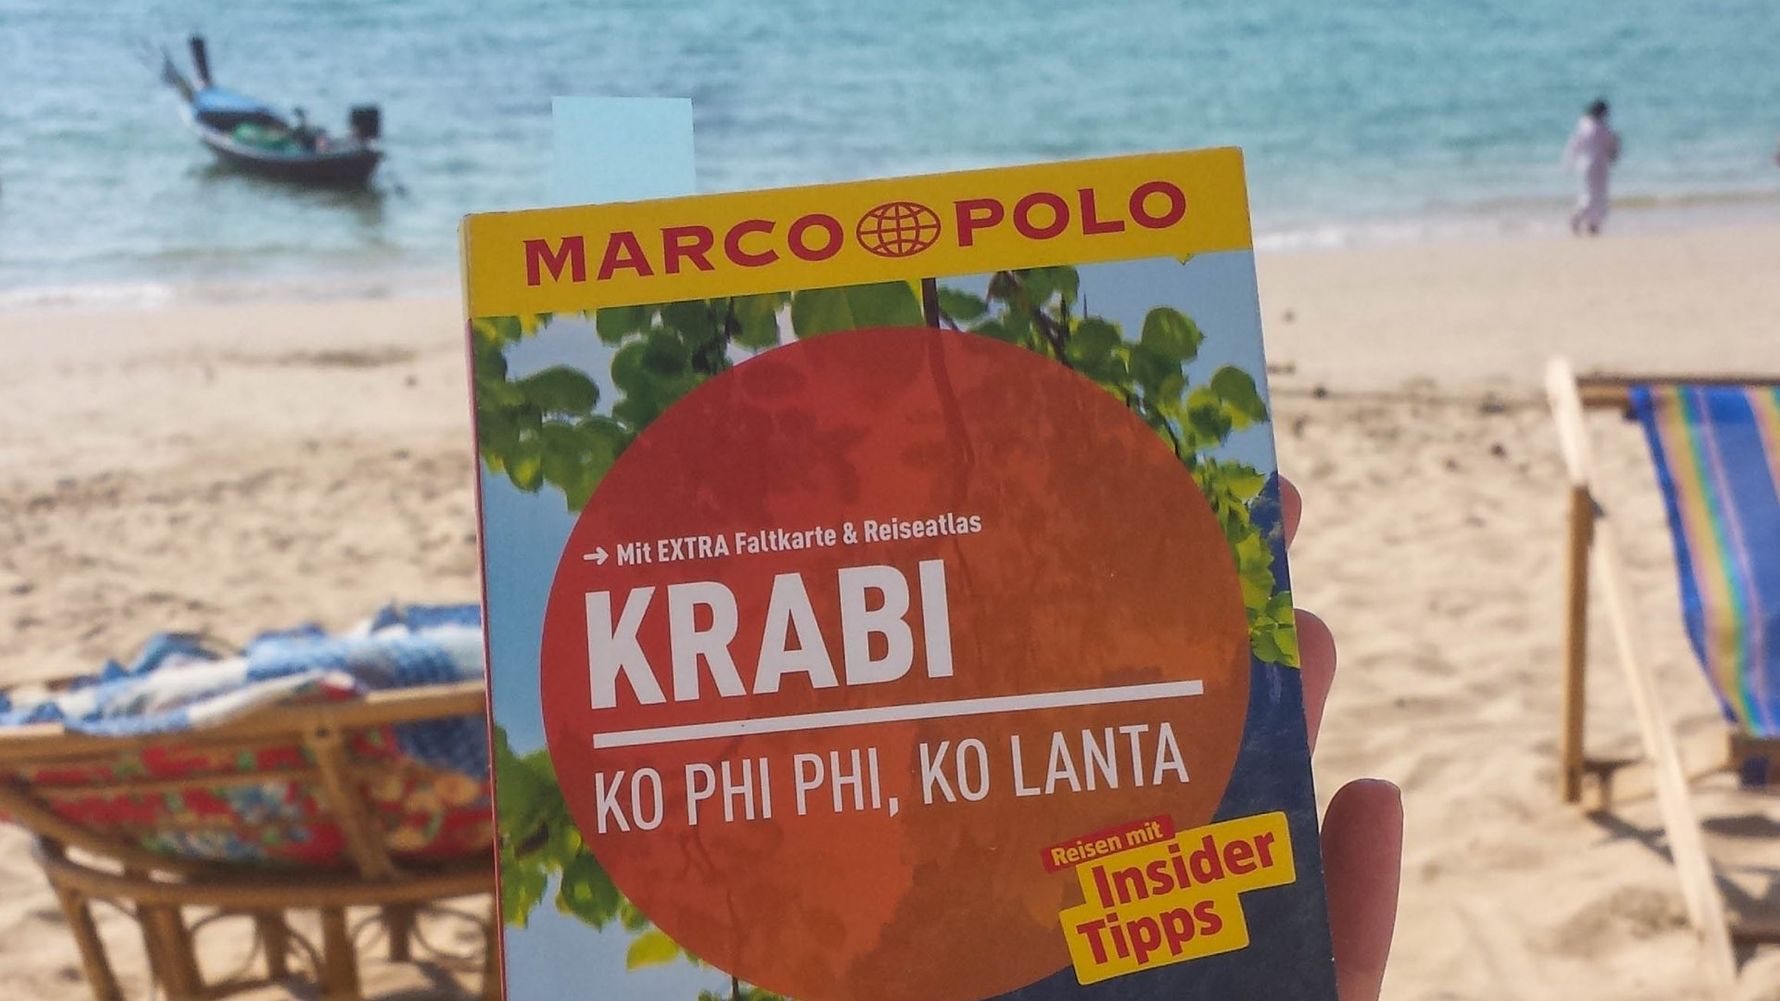 MARCO POLO
→ Mit EXTRA Faltkarte & Reiseatlas
KRABI
KO PHI PHI, KO LANTA
Reisen mit
Insider
Tipps